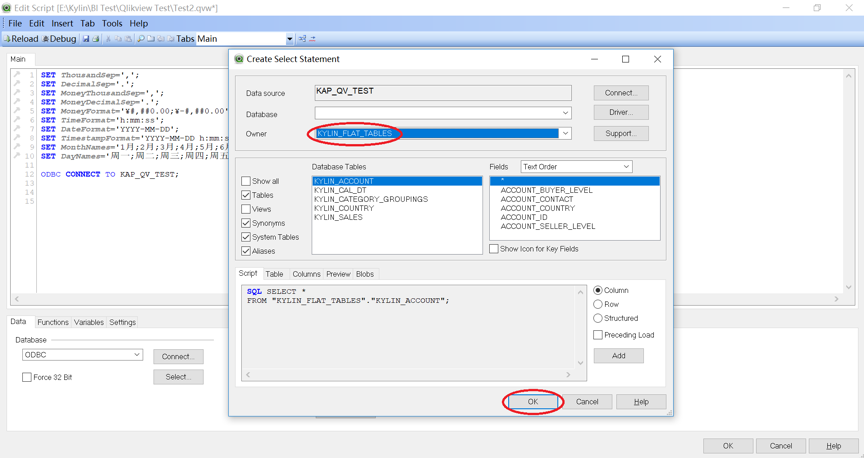 Edit Script [E:\Kylin\BI Test\Qlikview Test\Test2.qvw*]
File Edit Insert Tab Tools Help
Reload Debug Tabs Main
Main
1 SET ThousandSep=',';
2 SET DecimalSep='.';
3 SET MoneyThousandSep=',';
4 SET MoneyDecimalSep='.';
5 SET MoneyFormat='¥#,##0.00;¥-#,##0.00'
6 SET TimeFormat='h:mm:ss';
7 SET DateFormat='YYYY-MM-DD';
8 SET TimestampFormat='YYYY-MM-DD h:mm:s
9 SET MonthNames='1月;2月;3月;4月;5月;6月
10 SET DayNames='周一;周二;周三;周四;周五
11
12 ODBC CONNECT TO KAP_QV_TEST;
13
14
15
Create Select Statement
Data source KAP_QV_TEST Connect...
Database Driver...
Owner KYLIN_FLAT_TABLES Support...
Database Tables Fields Text Order
Show all
Tables
Views
Synonyms
System Tables
Aliases
KYLIN_ACCOUNT
KYLIN_CAL_DT
KYLIN_CATEGORY_GROUPINGS
KYLIN_COUNTRY
KYLIN_SALES
*
ACCOUNT_BUYER_LEVEL
ACCOUNT_CONTACT
ACCOUNT_COUNTRY
ACCOUNT_ID
ACCOUNT_SELLER_LEVEL
Show Icon for Key Fields
Script Table Columns Preview Blobs
SQL SELECT *
FROM "KYLIN_FLAT_TABLES"."KYLIN_ACCOUNT";
Column
Row
Structured
Preceding Load
Add
OK Cancel Help
Data Functions Variables Settings
Database
ODBC Connect...
Force 32 Bit Select...
OK Cancel Help